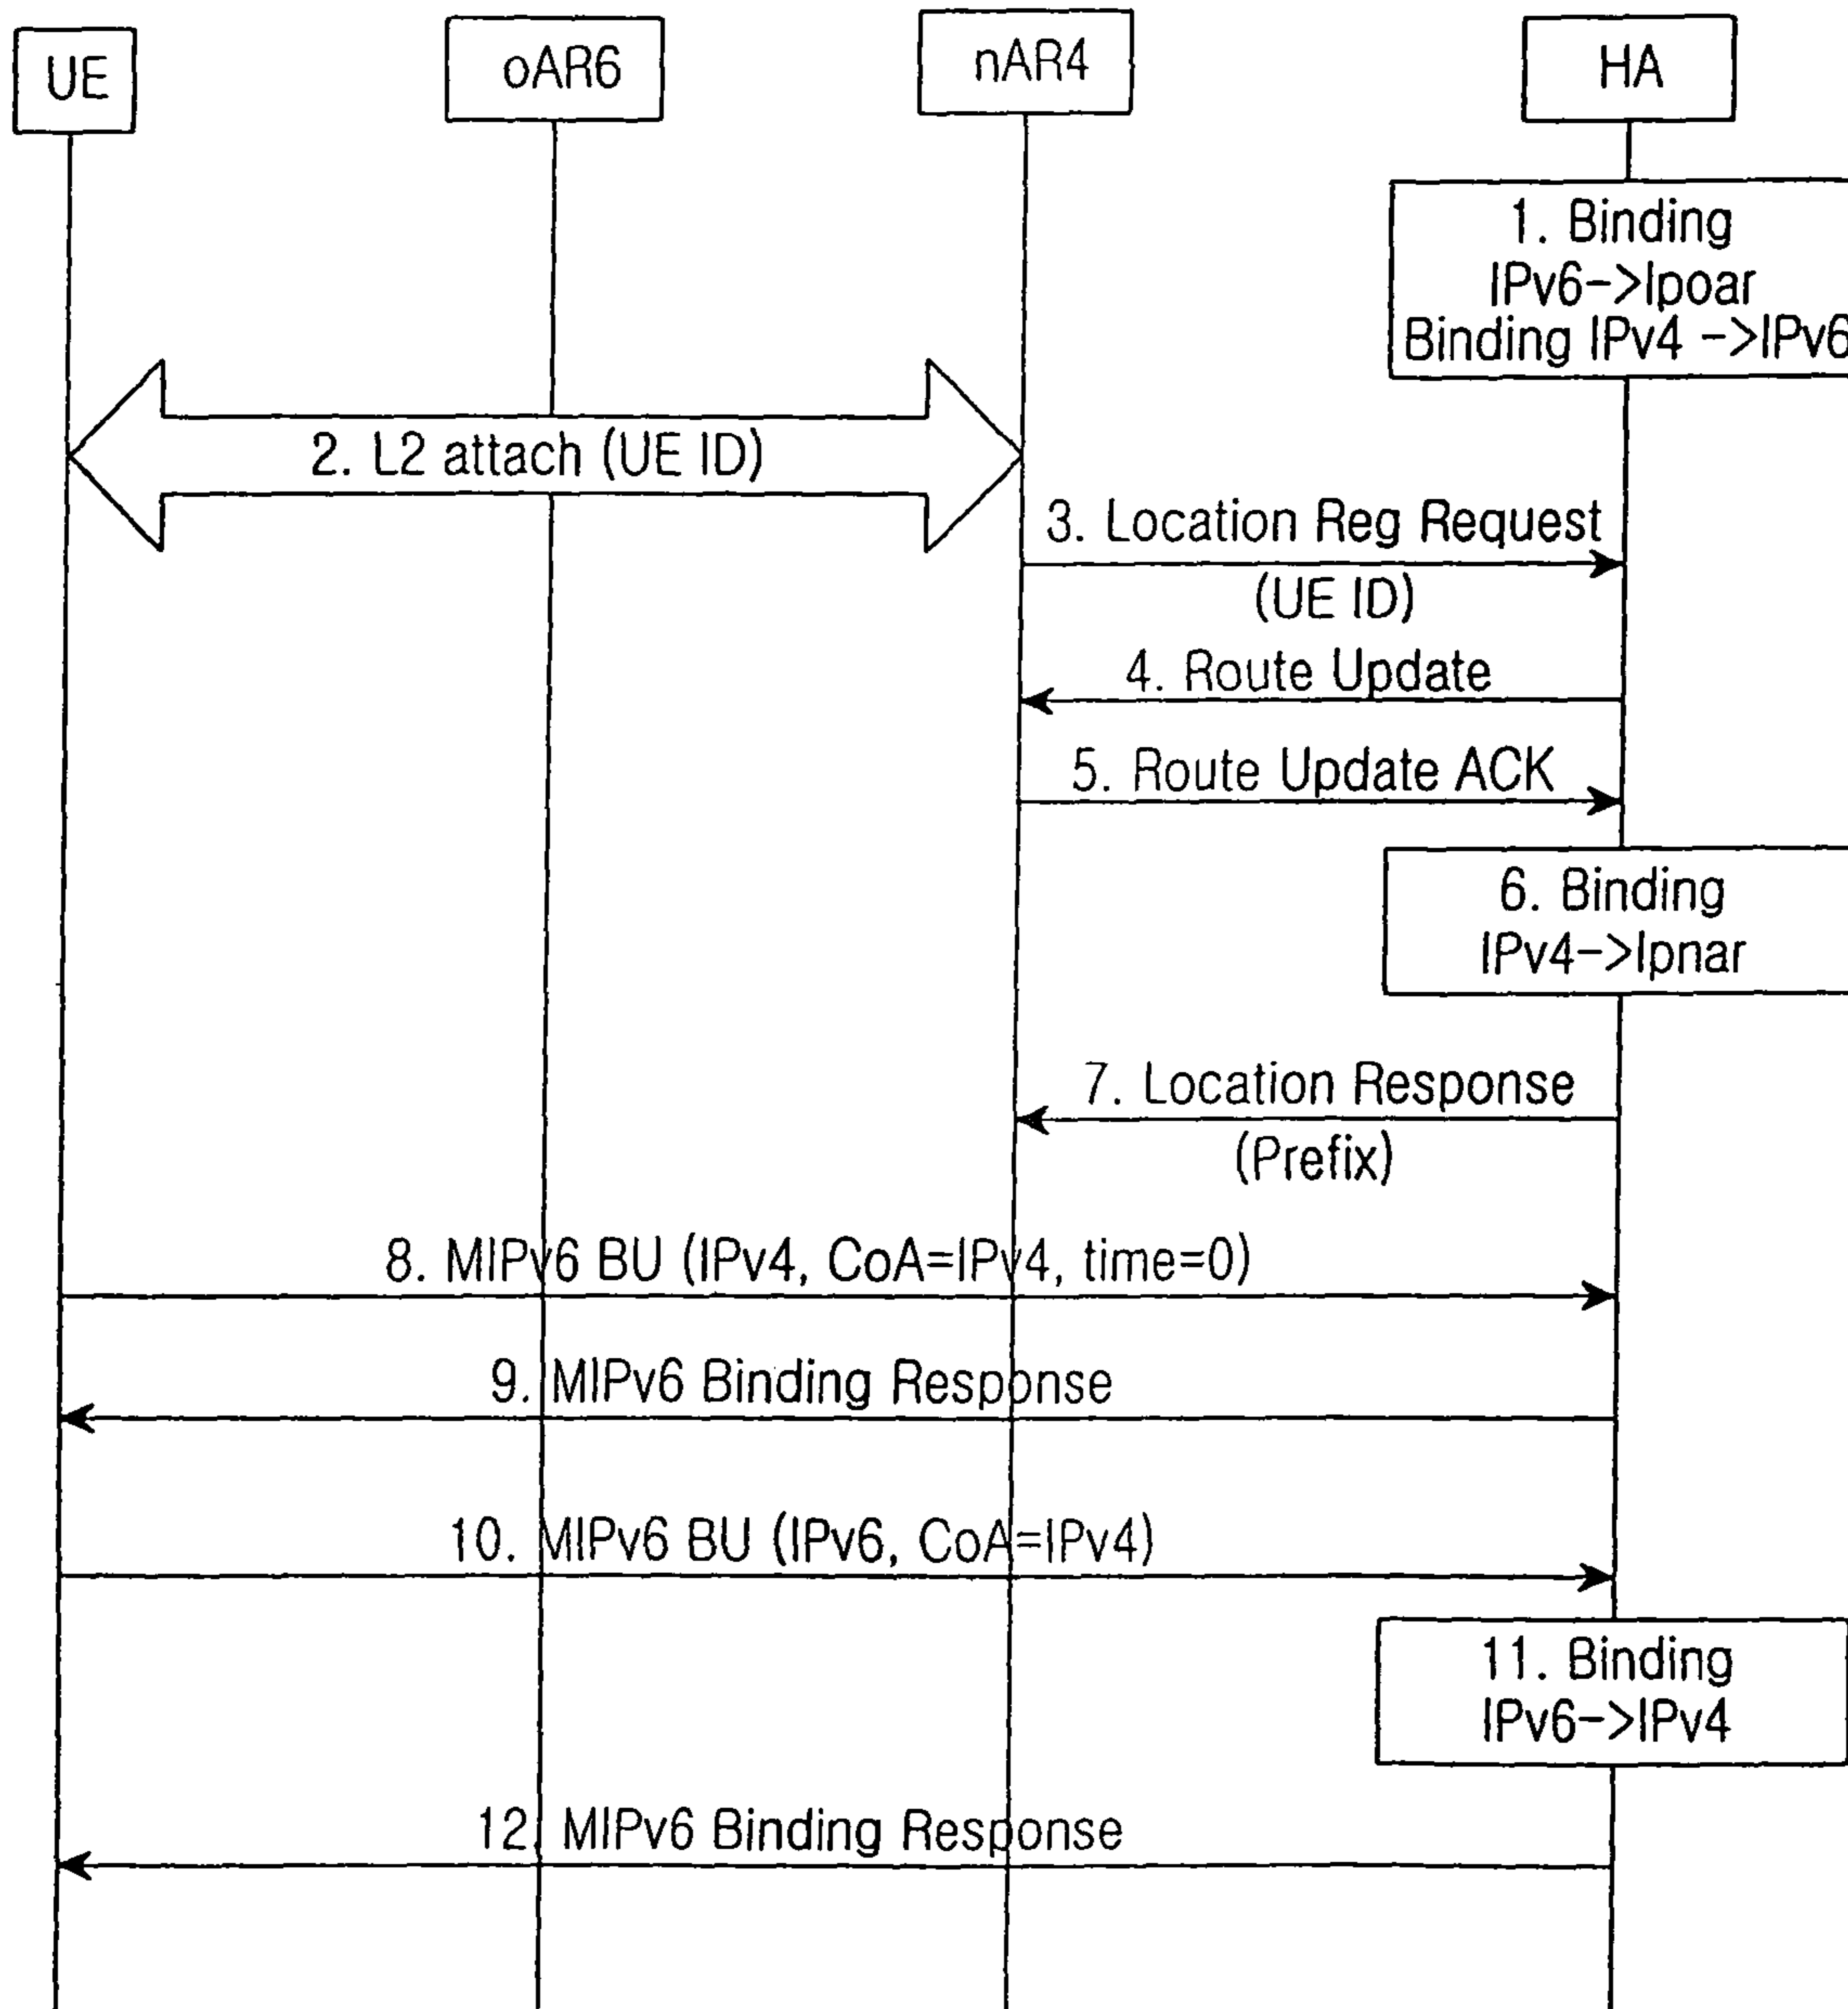 UE
oAR6
nAR4
HA
1. Binding
IPv6->Ipoar
Binding IPv4 ->IPv6
2. L2 attach (UE ID)
3. Location Reg Request
(UE ID)
4. Route Update
5. Route Update ACK
6. Binding
IPv4->Ipnar
7. Location Response
(Prefix)
8. MIPv6 BU (IPv4, CoA=IPv4, time=0)
9. MIPv6 Binding Response
10. MIPv6 BU (IPv6, CoA=IPv4)
11. Binding
IPv6->IPv4
12. MIPv6 Binding Response